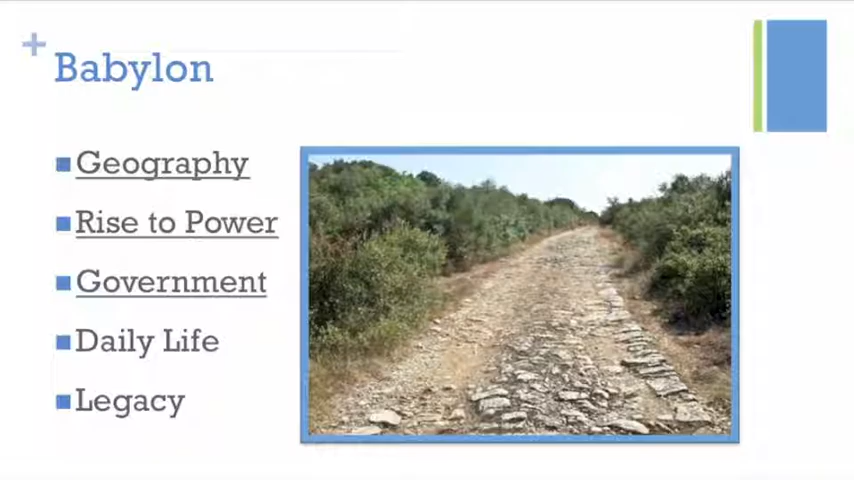 Babylon
Geography
Rise to Power
Government
Daily Life
Legacy